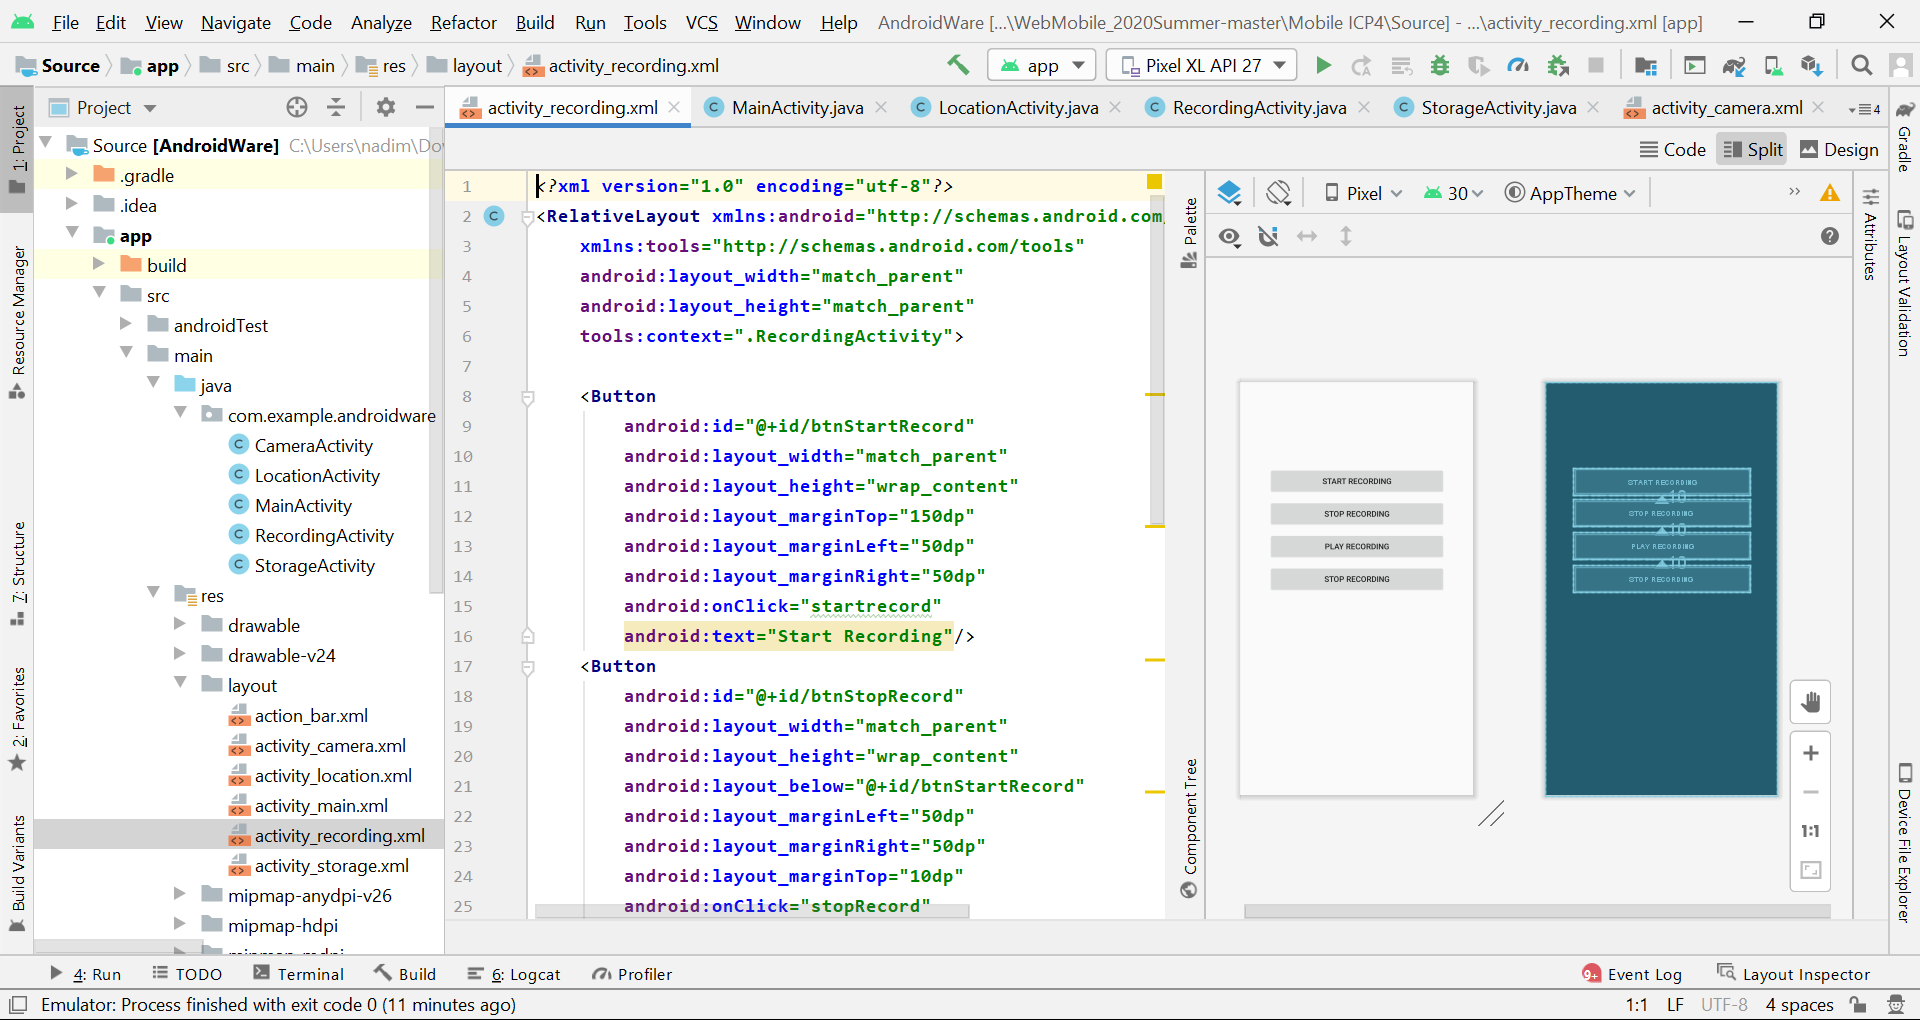 File Edit View Navigate Code Analyze Refactor Build Run Tools VCS Window Help AndroidWare [...\WebMobile_2020Summer-master\Mobile ICP4\Source] - ...\activity_recording.xml [app]
Source app src main res layout activity_recording.xml app Pixel XL API 27
Project activity_recording.xml MainActivity.java LocationActivity.java RecordingActivity.java StorageActivity.java activity_camera.xml 4
Code Split Design
Source [AndroidWare] C:\Users\nadim\Do
.gradle
.idea
app
build
src
androidTest
main
java
com.example.androidware
CameraActivity
LocationActivity
MainActivity
RecordingActivity
StorageActivity
res
drawable
drawable-v24
layout
action_bar.xml
activity_camera.xml
activity_location.xml
activity_main.xml
activity_recording.xml
activity_storage.xml
mipmap-anydpi-v26
mipmap-hdpi
mipmap-mdpi
1: Project
Resource Manager
7: Structure
2: Favorites
Build Variants
1 <?xml version="1.0" encoding="utf-8"?>
2 <RelativeLayout xmlns:android="http://schemas.android.com
3 xmlns:tools="http://schemas.android.com/tools"
4 android:layout_width="match_parent"
5 android:layout_height="match_parent"
6 tools:context=".RecordingActivity">
7
8 <Button
9 android:id="@+id/btnStartRecord"
10 android:layout_width="match_parent"
11 android:layout_height="wrap_content"
12 android:layout_marginTop="150dp"
13 android:layout_marginLeft="50dp"
14 android:layout_marginRight="50dp"
15 android:onClick="startrecord"
16 android:text="Start Recording"/>
17 <Button
18 android:id="@+id/btnStopRecord"
19 android:layout_width="match_parent"
20 android:layout_height="wrap_content"
21 android:layout_below="@+id/btnStartRecord"
22 android:layout_marginLeft="50dp"
23 android:layout_marginRight="50dp"
24 android:layout_marginTop="10dp"
25 android:onClick="stopRecord"
Palette
Component Tree
Pixel 30 AppTheme
START RECORDING
STOP RECORDING
PLAY RECORDING
STOP RECORDING
START RECORDING
10
STOP RECORDING
10
PLAY RECORDING
10
STOP RECORDING
1:1
Attributes
Gradle
Layout Validation
Device File Explorer
4: Run TODO Terminal Build 6: Logcat Profiler 9+ Event Log Layout Inspector
Emulator: Process finished with exit code 0 (11 minutes ago) 1:1 LF UTF-8 4 spaces